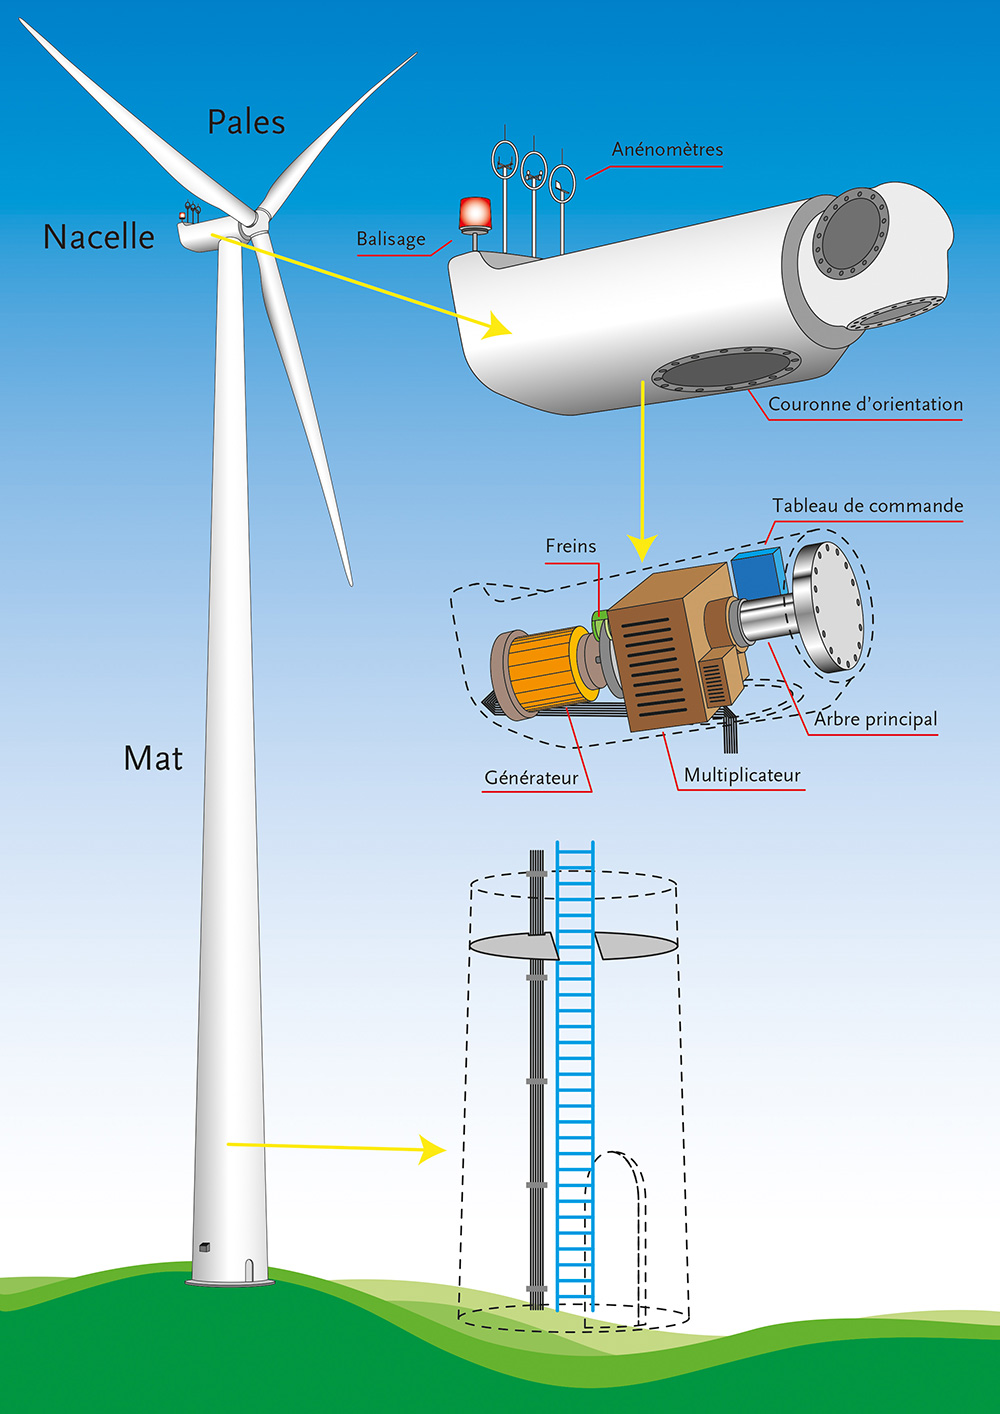 Pales
Anénomètres
Nacelle
Balisage
Couronne d'orientation
Tableau de commande
Freins
Arbre principal
Mat
Générateur
Multiplicateur